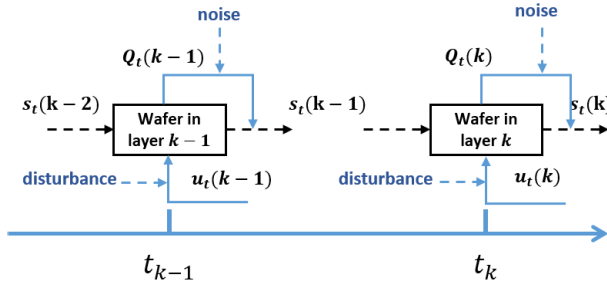 noise
noise
Q_t(k−1)
Q_t(k)
s_t(k−2)
Wafer in
layer k−1
s_t(k−1)
Wafer in
layer k
s_t(k)
disturbance
u_t(k−1)
disturbance
u_t(k)
t_{k−1}
t_k